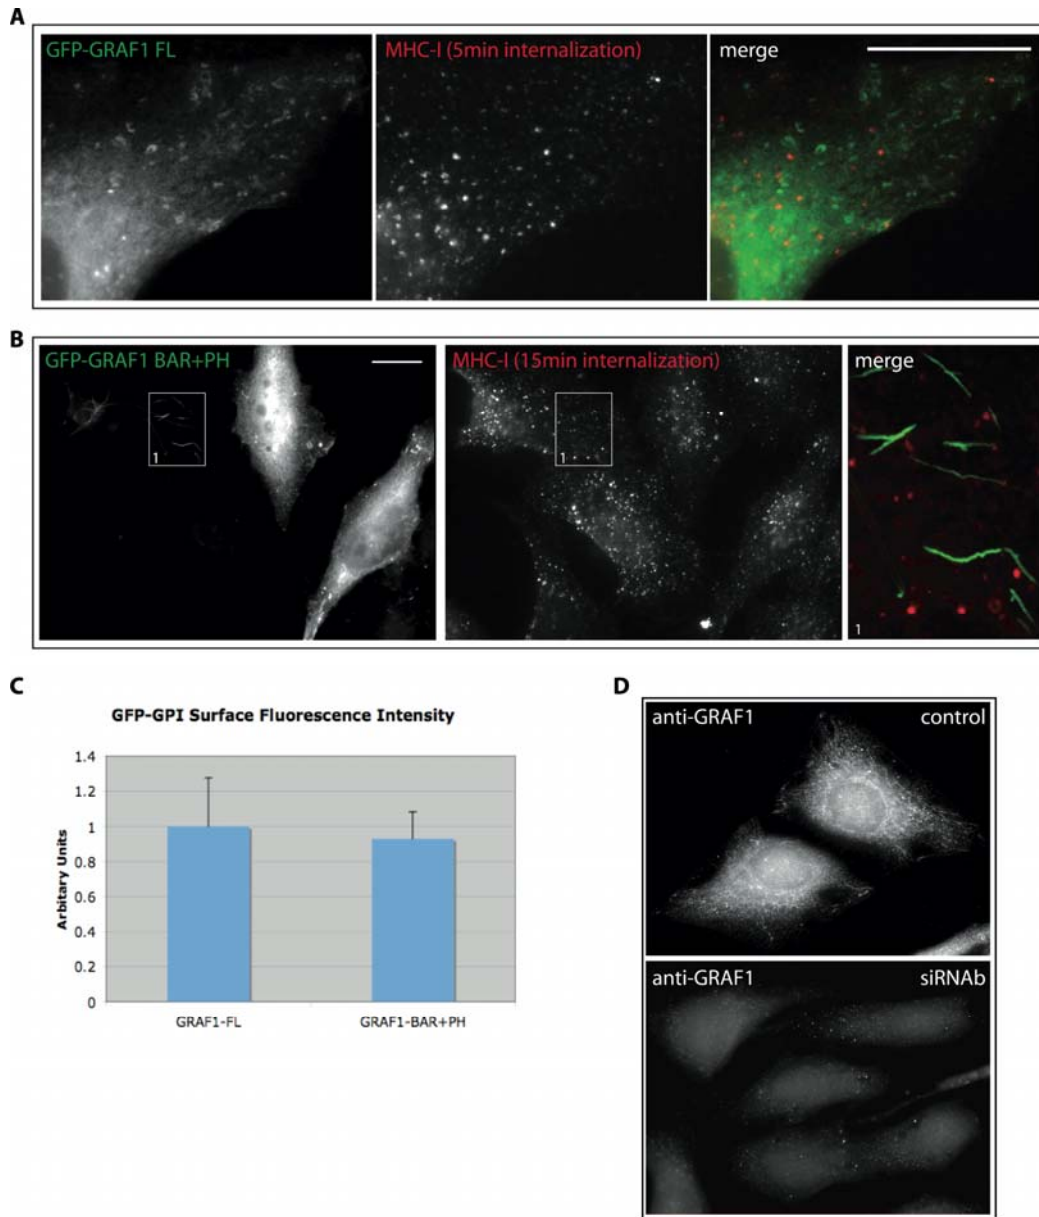 A
GFP-GRAF1 FL
MHC-I (5min internalization)
merge
B
GFP-GRAF1 BAR+PH
MHC-I (15min internalization)
merge
1
1
1
C
GFP-GPI Surface Fluorescence Intensity
Arbitary Units
1.4
1.2
1
0.8
0.6
0.4
0.2
0
GRAF1-FL
GRAF1-BAR+PH
D
anti-GRAF1
control
anti-GRAF1
siRNAb